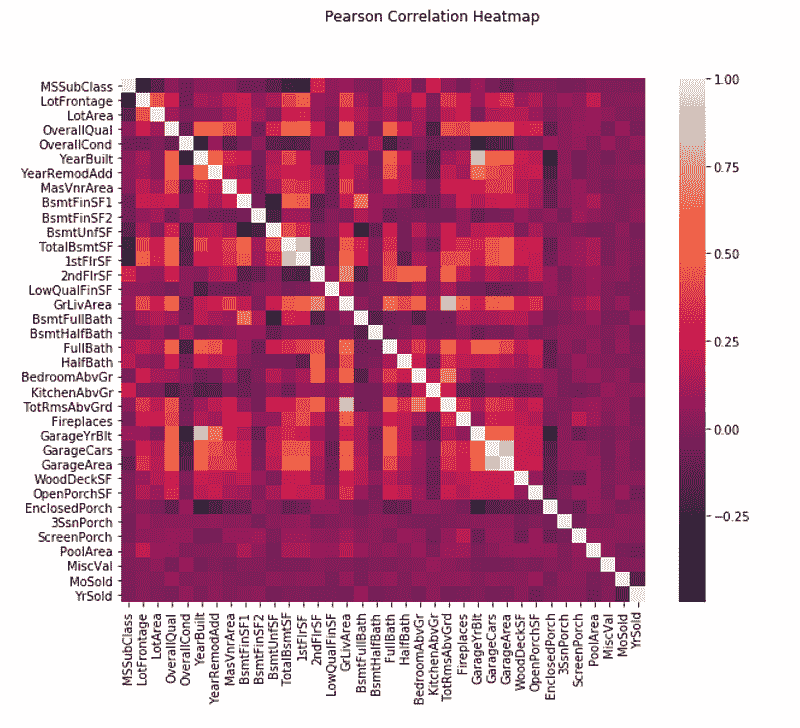 Pearson Correlation Heatmap
MSSubClass
LotFrontage
LotArea
OverallQual
OverallCond
YearBuilt
YearRemodAdd
MasVnrArea
BsmtFinSF1
BsmtFinSF2
BsmtUnfSF
TotalBsmtSF
1stFlrSF
2ndFlrSF
LowQualFinSF
GrLivArea
BsmtFullBath
BsmtHalfBath
FullBath
HalfBath
BedroomAbvGr
KitchenAbvGr
TotRmsAbvGrd
Fireplaces
GarageYrBlt
GarageCars
GarageArea
WoodDeckSF
OpenPorchSF
EnclosedPorch
3SsnPorch
ScreenPorch
PoolArea
MiscVal
MoSold
YrSold
MSSubClass
LotFrontage
LotArea
OverallQual
OverallCond
YearBuilt
YearRemodAdd
MasVnrArea
BsmtFinSF1
BsmtFinSF2
BsmtUnfSF
TotalBsmtSF
1stFlrSF
2ndFlrSF
LowQualFinSF
GrLivArea
BsmtFullBath
BsmtHalfBath
FullBath
HalfBath
BedroomAbvGr
KitchenAbvGr
TotRmsAbvGrd
Fireplaces
GarageYrBlt
GarageCars
GarageArea
WoodDeckSF
OpenPorchSF
EnclosedPorch
3SsnPorch
ScreenPorch
PoolArea
MiscVal
MoSold
YrSold
1.00
0.75
0.50
0.25
0.00
−0.25